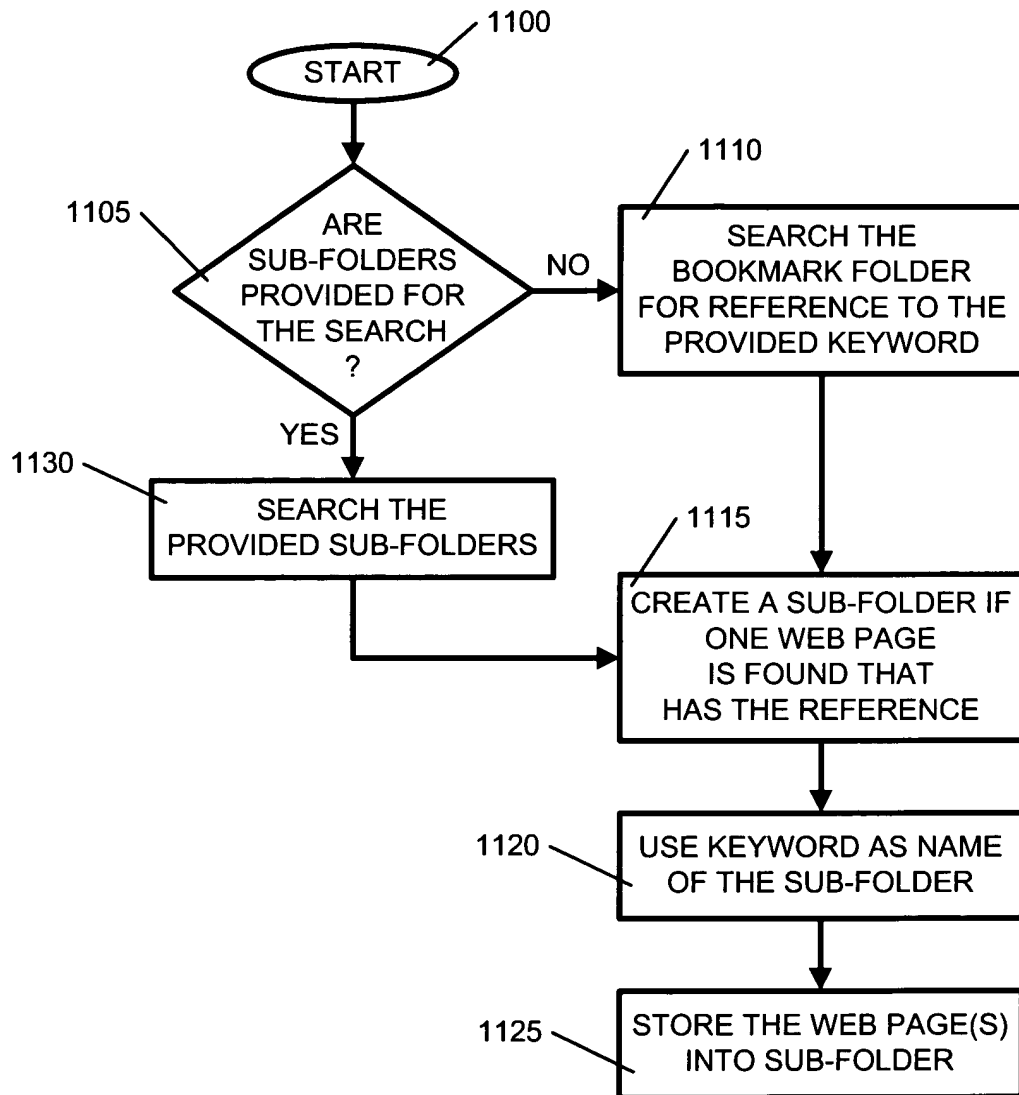 1100
START
1105
ARE
SUB-FOLDERS
PROVIDED FOR
THE SEARCH
?
NO
1110
SEARCH THE
BOOKMARK FOLDER
FOR REFERENCE TO THE
PROVIDED KEYWORD
YES
1130
SEARCH THE
PROVIDED SUB-FOLDERS
1115
CREATE A SUB-FOLDER IF
ONE WEB PAGE
IS FOUND THAT
HAS THE REFERENCE
1120
USE KEYWORD AS NAME
OF THE SUB-FOLDER
1125
STORE THE WEB PAGE(S)
INTO SUB-FOLDER